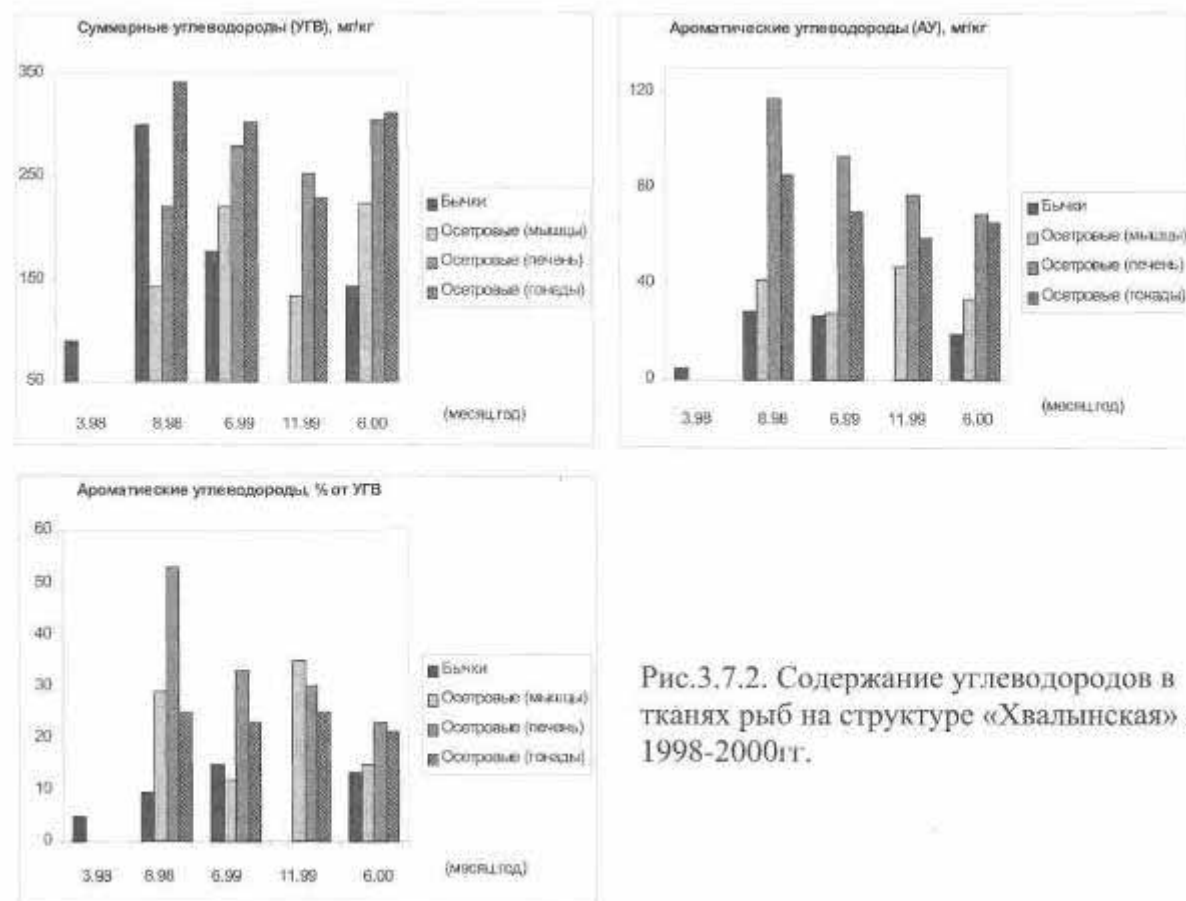 Суммарные углеводороды (УГВ), мг/кг
350
250
150
50
3.98 8.98 6.99 11.99 6.00
(месяц.год)
Бычки
Осетровые (мышцы)
Осетровые (печень)
Осетровые (гонады)
Ароматические углеводороды (АУ), мг/кг
120
80
40
0
3.98 8.98 6.99 11.99 6.00
(месяц.год)
Бычки
Осетровые (мышцы)
Осетровые (печень)
Осетровые (гонады)
Ароматиеские углеводороды, % от УГВ
60
50
40
30
20
10
0
3.98 8.98 6.99 11.99 6.00
(месяц.год)
Бычки
Осетровые (мышцы)
Осетровые (печень)
Осетровые (гонады)
Рис.3.7.2. Содержание углеводородов в
тканях рыб на структуре «Хвалынская»
1998-2000гг.